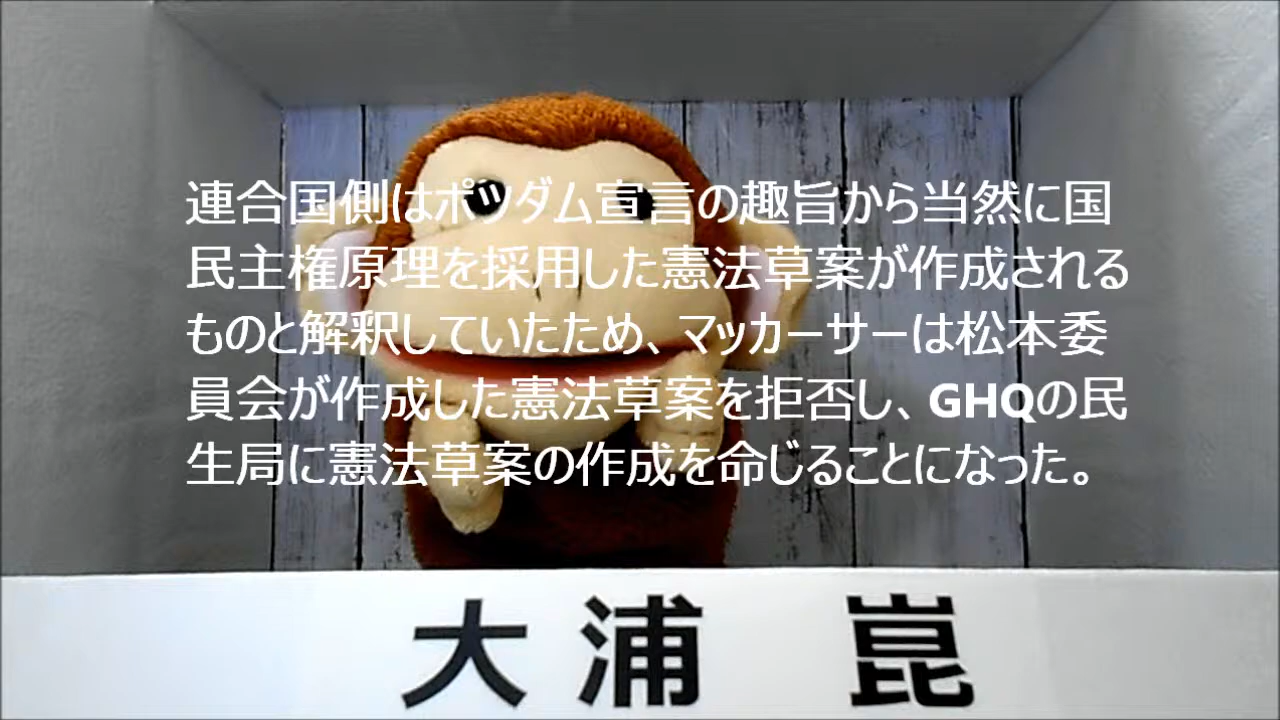 連合国側はポツダム宣言の趣旨から当然に国
民主権原理を採用した憲法草案が作成される
ものと解釈していたため、マッカーサーは松本委
員会が作成した憲法草案を拒否し、GHQの民
生局に憲法草案の作成を命じることになった。
大浦 崑